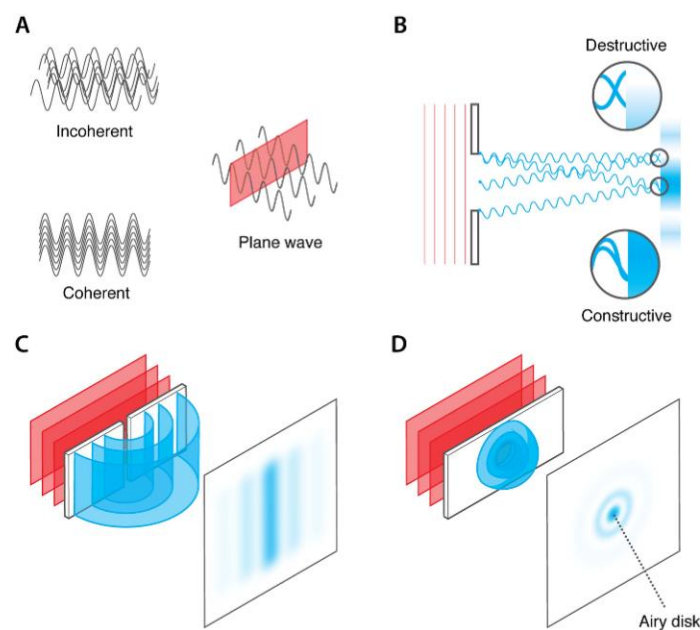 A
Incoherent
Coherent
Plane wave
B
Destructive
Constructive
C
D
Airy disk